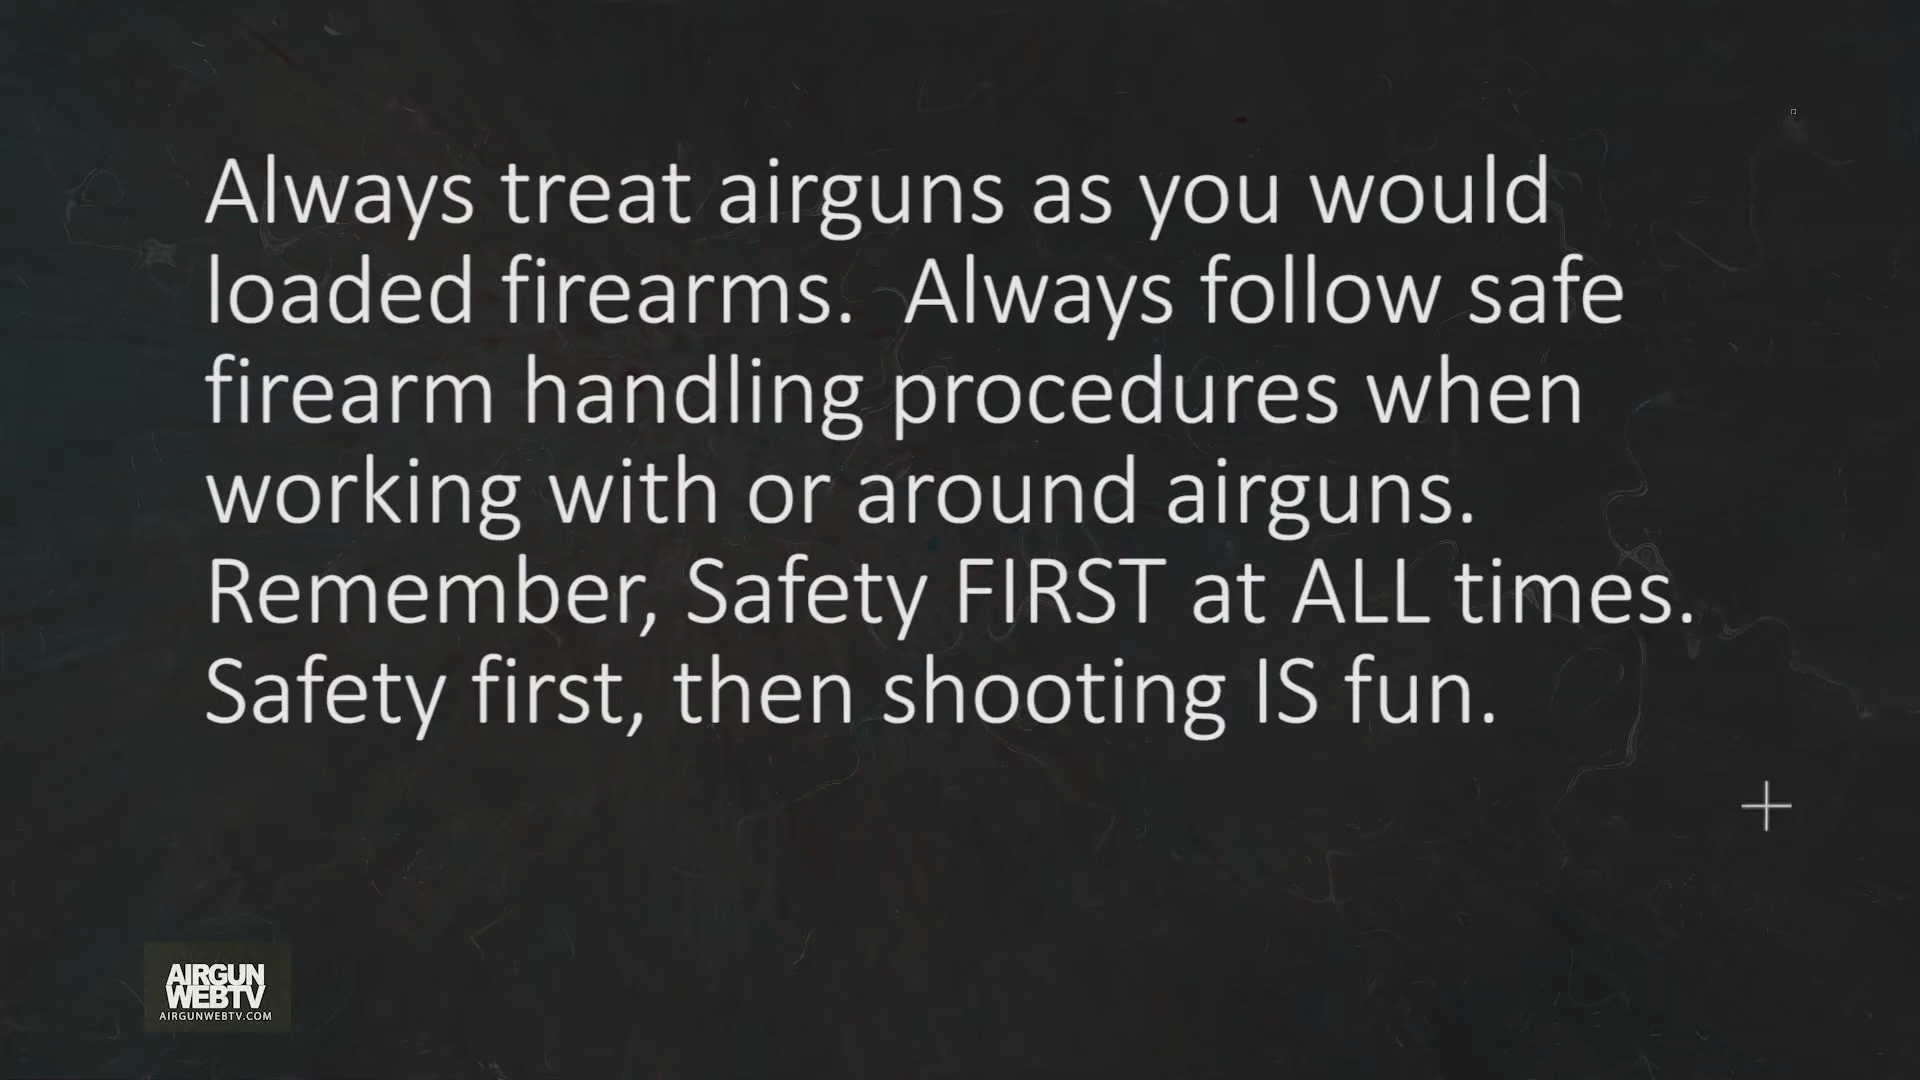 Always treat airguns as you would
loaded firearms.  Always follow safe
firearm handling procedures when
working with or around airguns.
Remember, Safety FIRST at ALL times.
Safety first, then shooting IS fun.
AIRGUN
WEBTV
AIRGUNWEBTV.COM